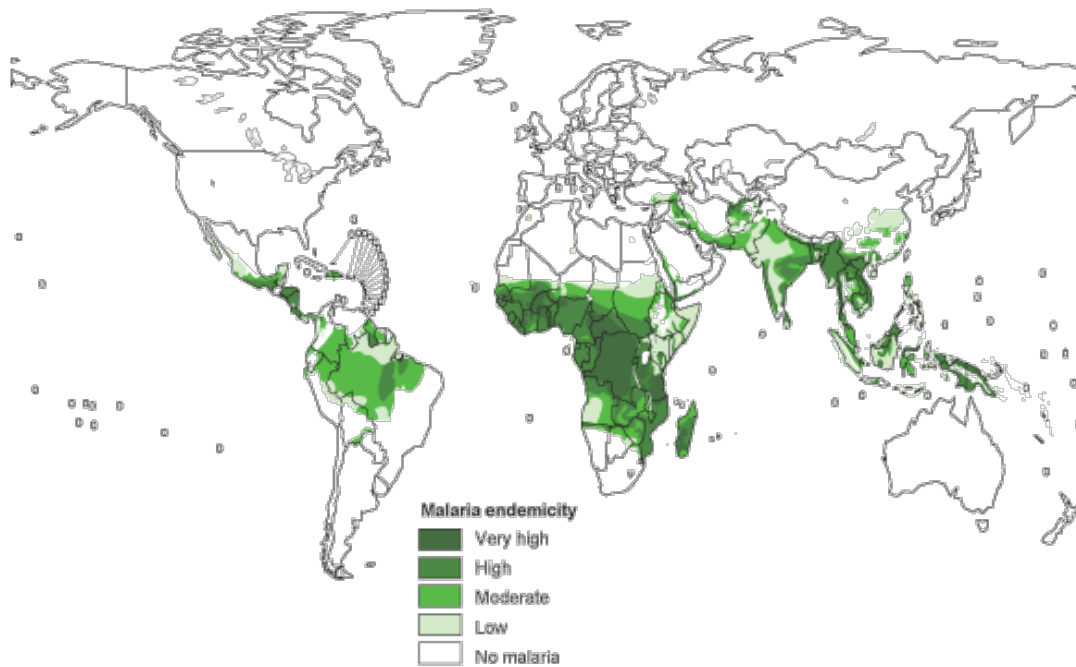 Malaria endemicity
Very high
High
Moderate
Low
No malaria